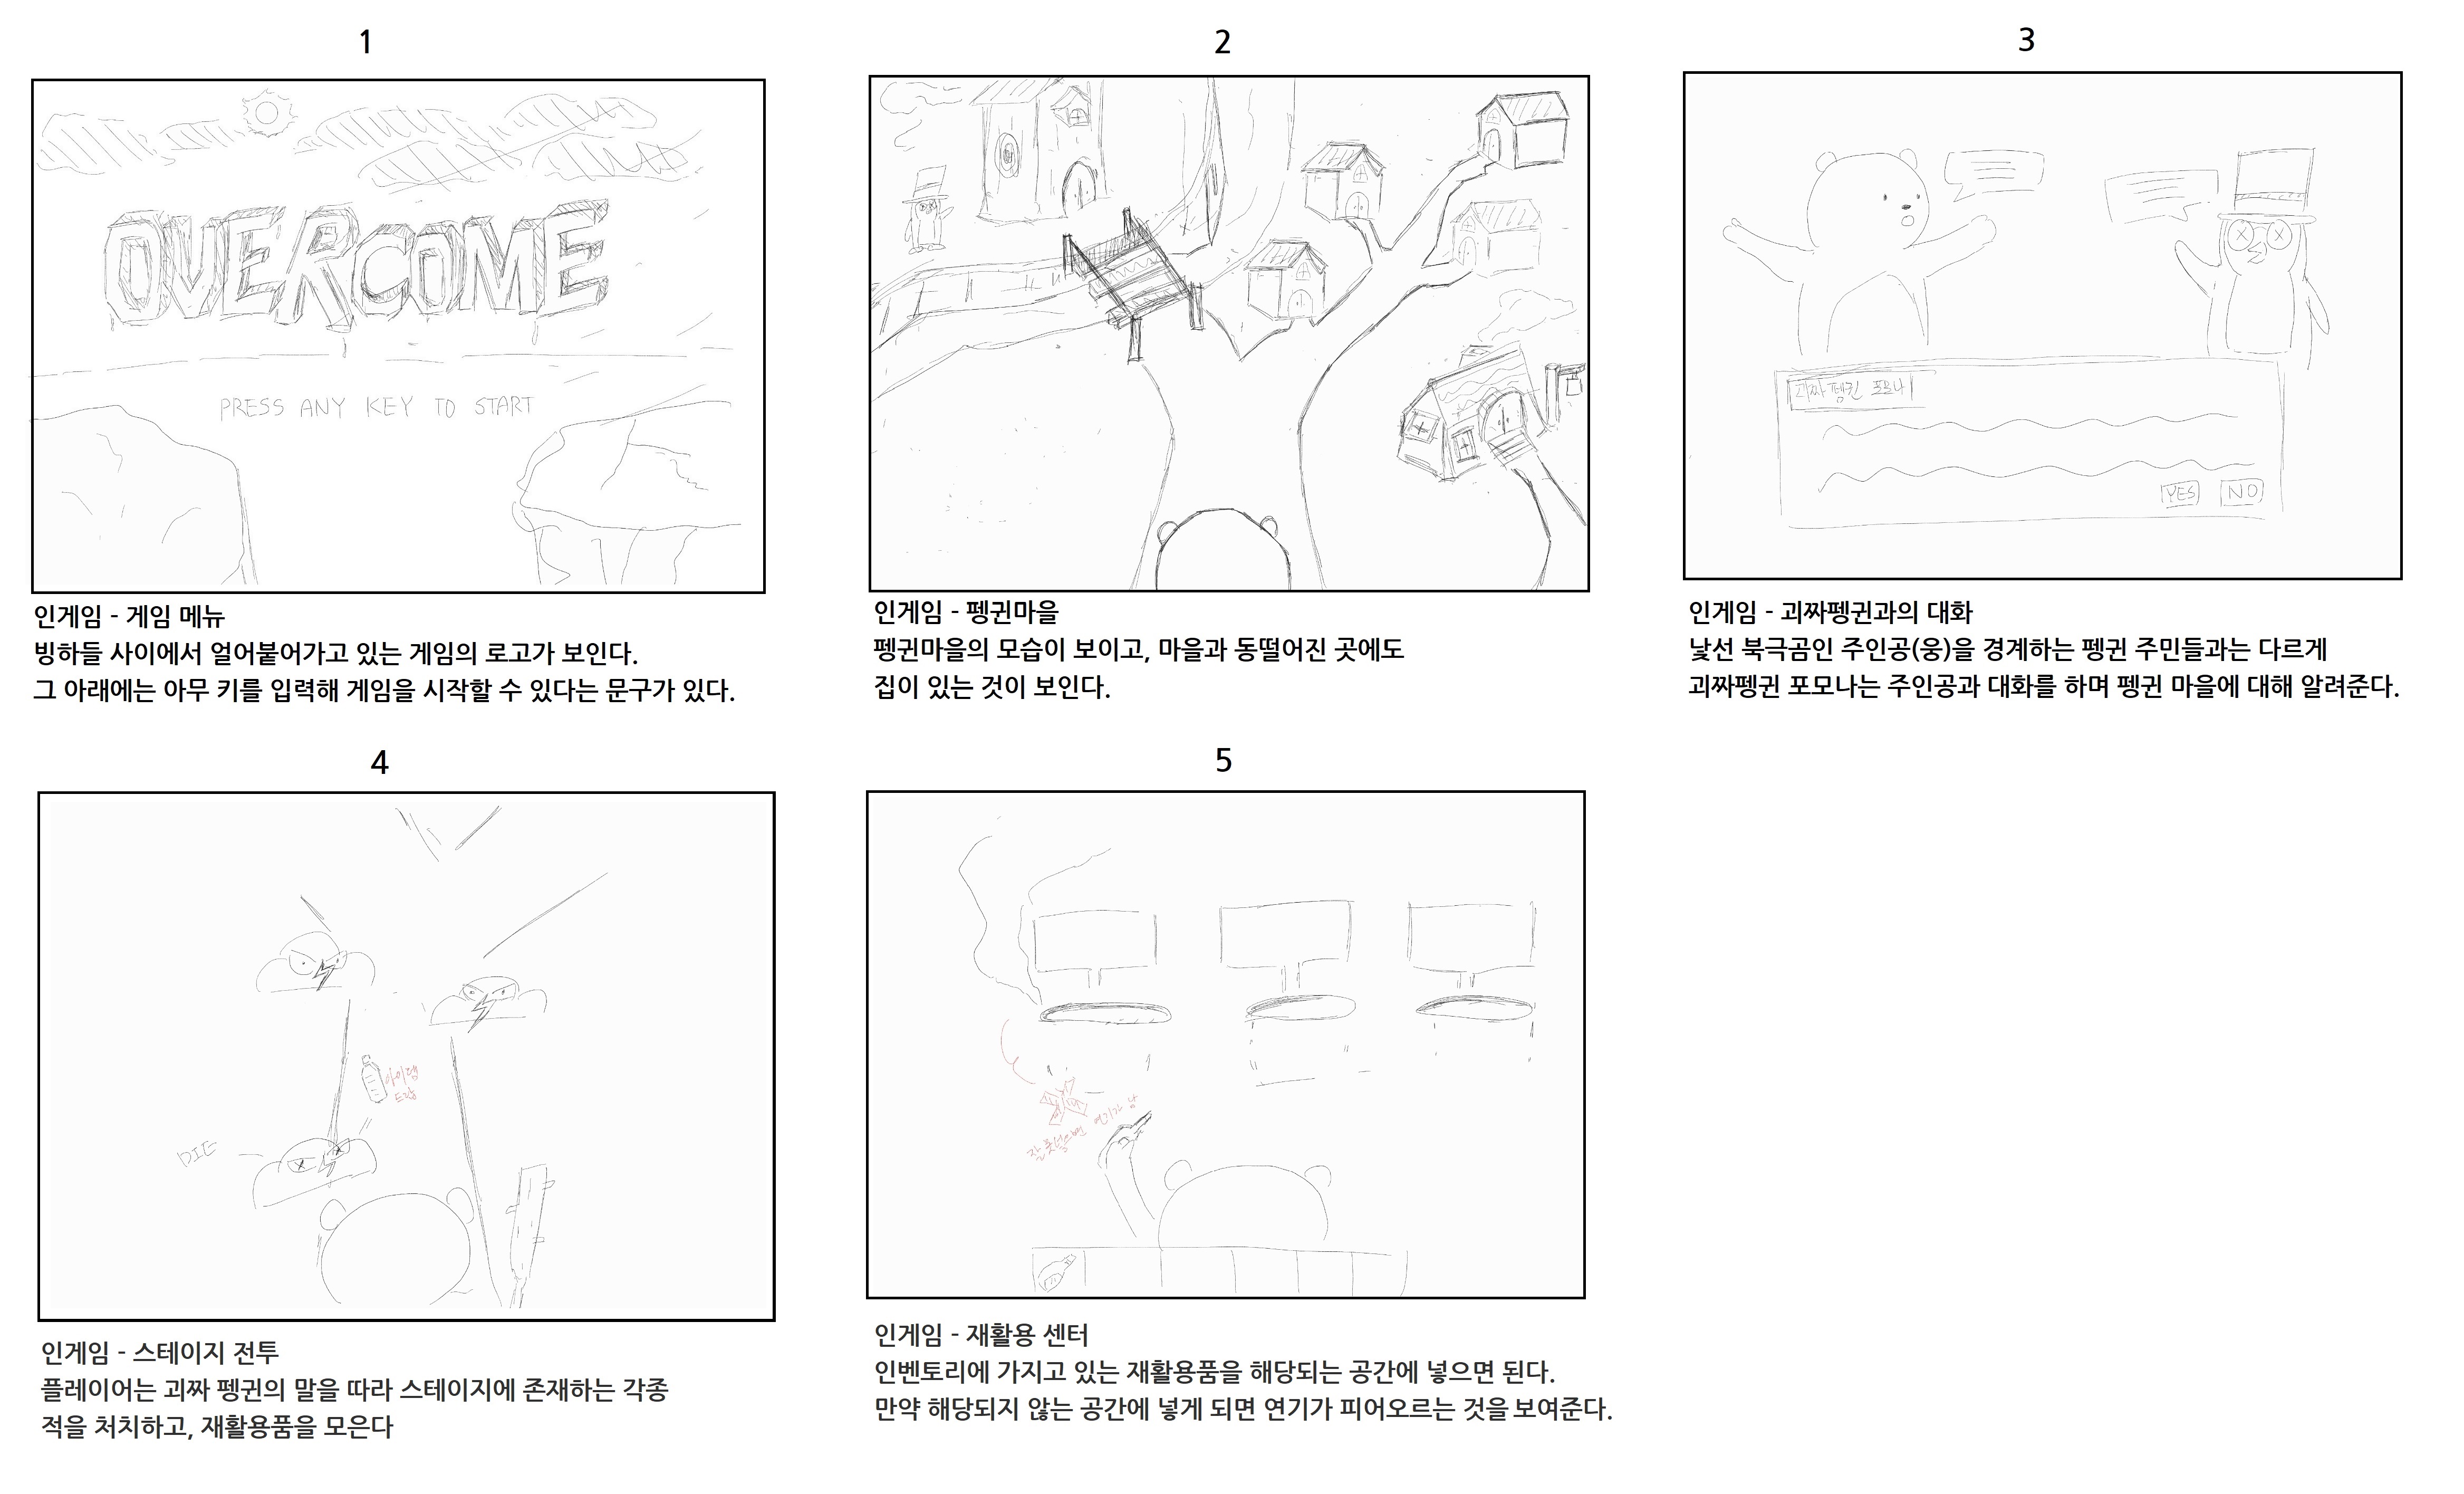 1
OVERCOME
PRESS ANY KEY TO START
인게임 - 게임 메뉴
빙하들 사이에서 얼어붙어가고 있는 게임의 로고가 보인다.
그 아래에는 아무 키를 입력해 게임을 시작할 수 있다는 문구가 있다.
2
인게임 - 펭귄마을
펭귄마을의 모습이 보이고, 마을과 동떨어진 곳에도
집이 있는 것이 보인다.
3
괴짜펭귄 포모나
YES NO
인게임 - 괴짜펭귄과의 대화
낯선 북극곰인 주인공(웅)을 경계하는 펭귄 주민들과는 다르게
괴짜펭귄 포모나는 주인공과 대화를 하며 펭귄 마을에 대해 알려준다.
4
아이템
드랍
DIE
인게임 - 스테이지 전투
플레이어는 괴짜 펭귄의 말을 따라 스테이지에 존재하는 각종
적을 처치하고, 재활용품을 모은다
5
잘못넣으면 연기가 남
인게임 - 재활용 센터
인벤토리에 가지고 있는 재활용품을 해당되는 공간에 넣으면 된다.
만약 해당되지 않는 공간에 넣게 되면 연기가 피어오르는 것을 보여준다.